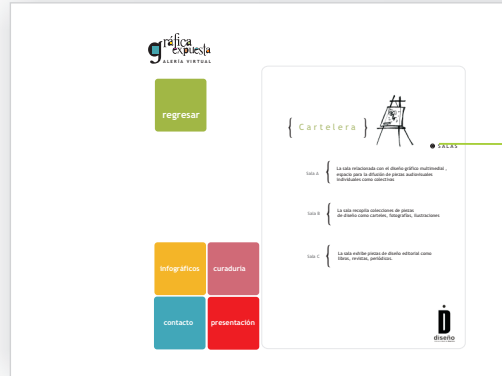 gráfica
expuesta
GALERÍA VIRTUAL
regresar
{ Cartelera }
SALAS
Sala A
La sala relacionada con el diseño gráfico multimedial ,
espacio para la difusión de piezas audiovisuales
individuales como colectivas
Sala B
La sala recopila colecciones de piezas
de diseño como carteles, fotografías, ilustraciones
Sala C
La sala exhibe piezas de diseño editorial como
libros, revistas, periódicos.
infográficos
curaduría
contacto
presentación
diseño